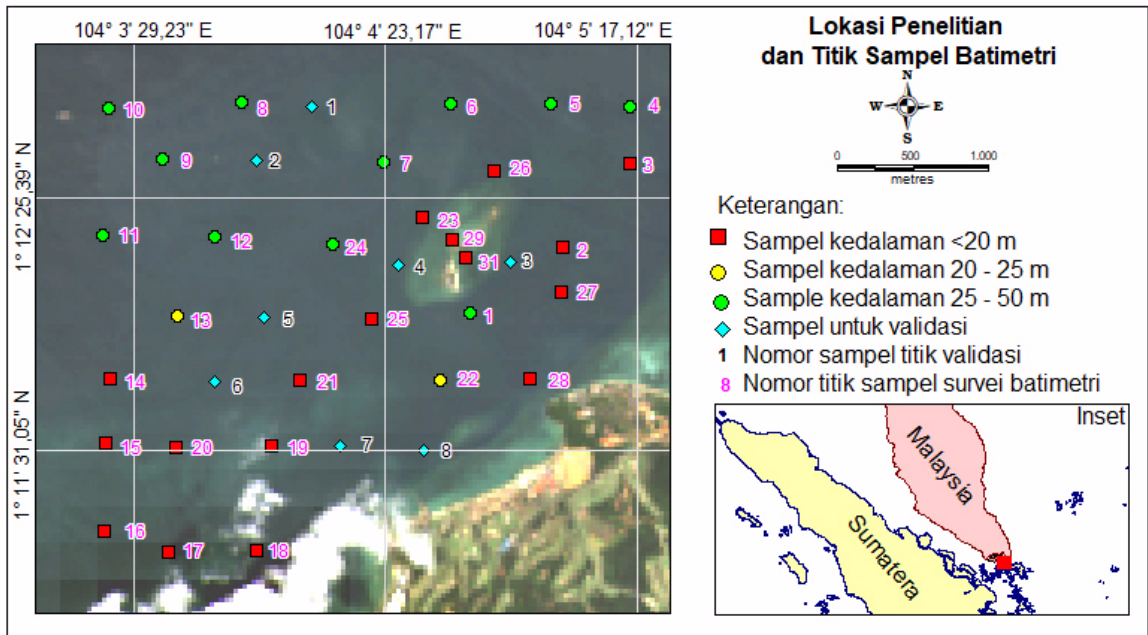 104° 3' 29,23" E 104° 4' 23,17" E 104° 5' 17,12" E
1° 12' 25,39" N
1° 11' 31,05" N
10 8 1 6 5 4
9 2 7 26 3
11 12 24 23 29 2
31 4 3 27
13 5 25 1
14 6 21 22 28
15 20 19 7 8
16 17 18
Lokasi Penelitian
dan Titik Sampel Batimetri
N
W E
S
0 500 1.000
metres
Keterangan:
Sampel kedalaman <20 m
Sampel kedalaman 20 - 25 m
Sample kedalaman 25 - 50 m
Sampel untuk validasi
1 Nomor sampel titik validasi
8 Nomor titik sampel survei batimetri
Inset
Malaysia
Sumatera